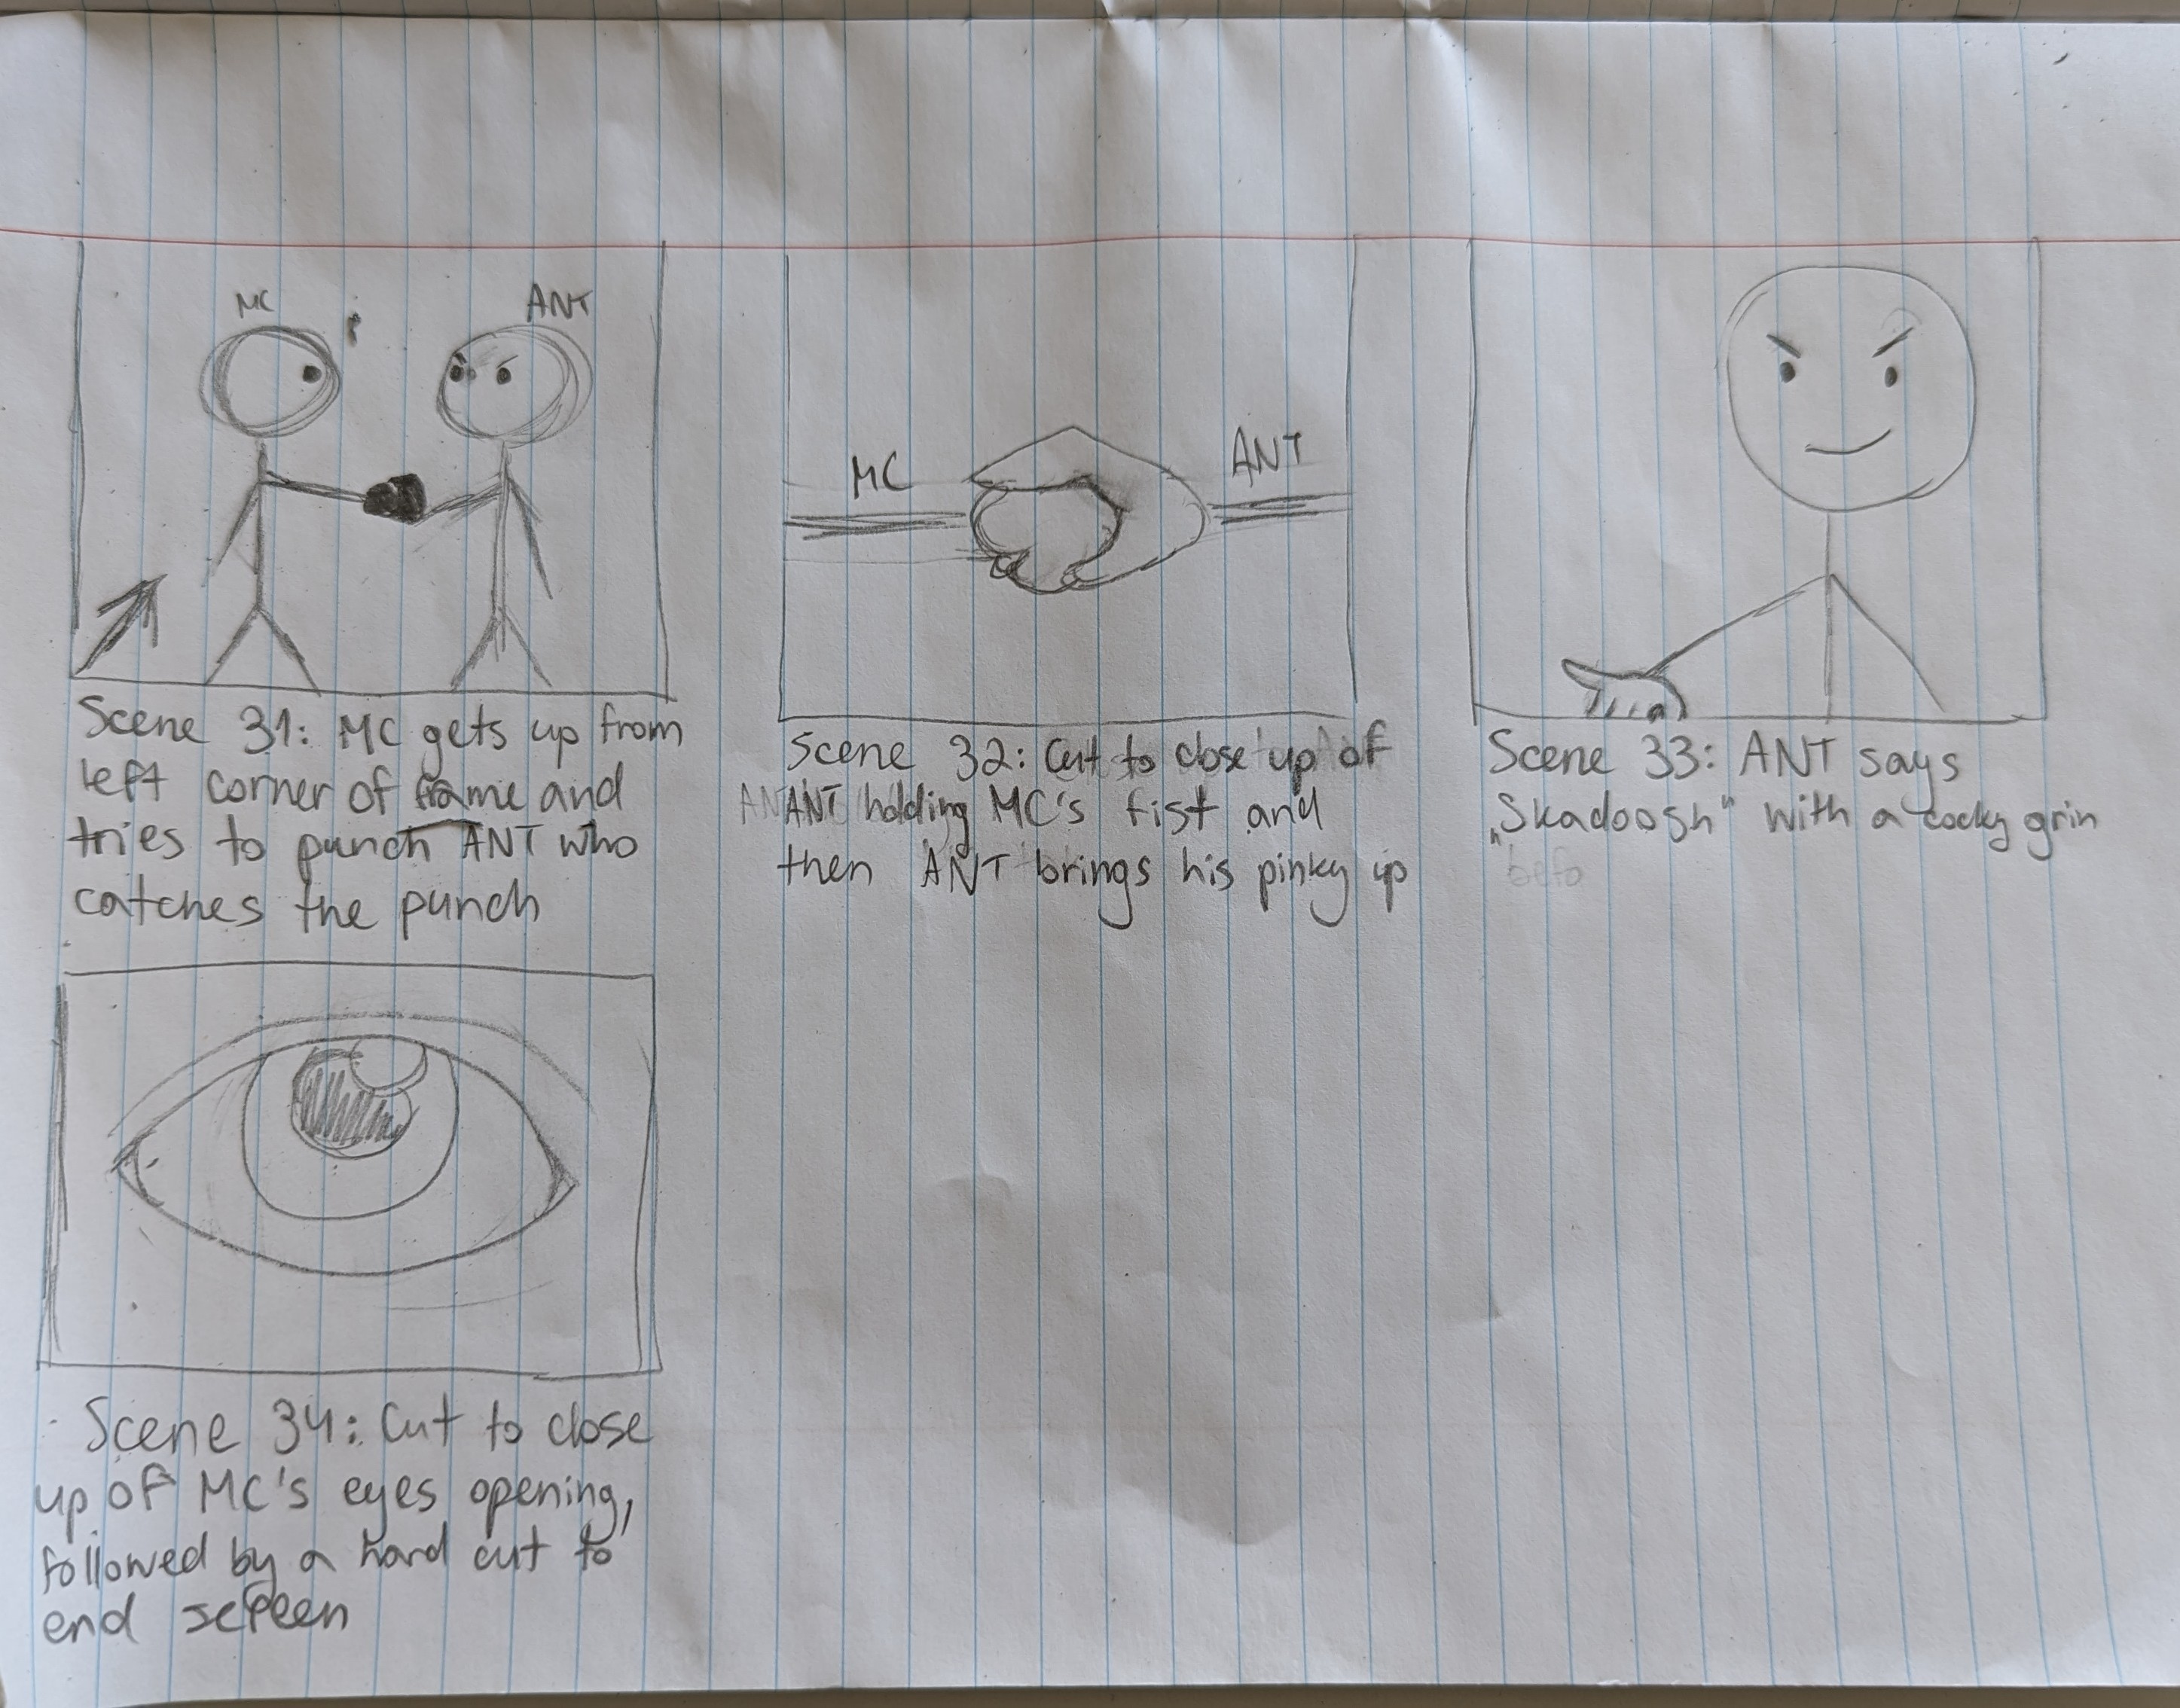 MC
ANT
Scene 31: MC gets up from
left corner of frame and
tries to punch ANT who
catches the punch
MC
ANT
Scene 32: Cut to close up of
ANT holding MC's fist and
then ANT brings his pinky up
Scene 33: ANT says
„Skadoosh" with a cocky grin
befo
Scene 34: Cut to close
up of MC's eyes opening,
followed by a hard cut to
end screen